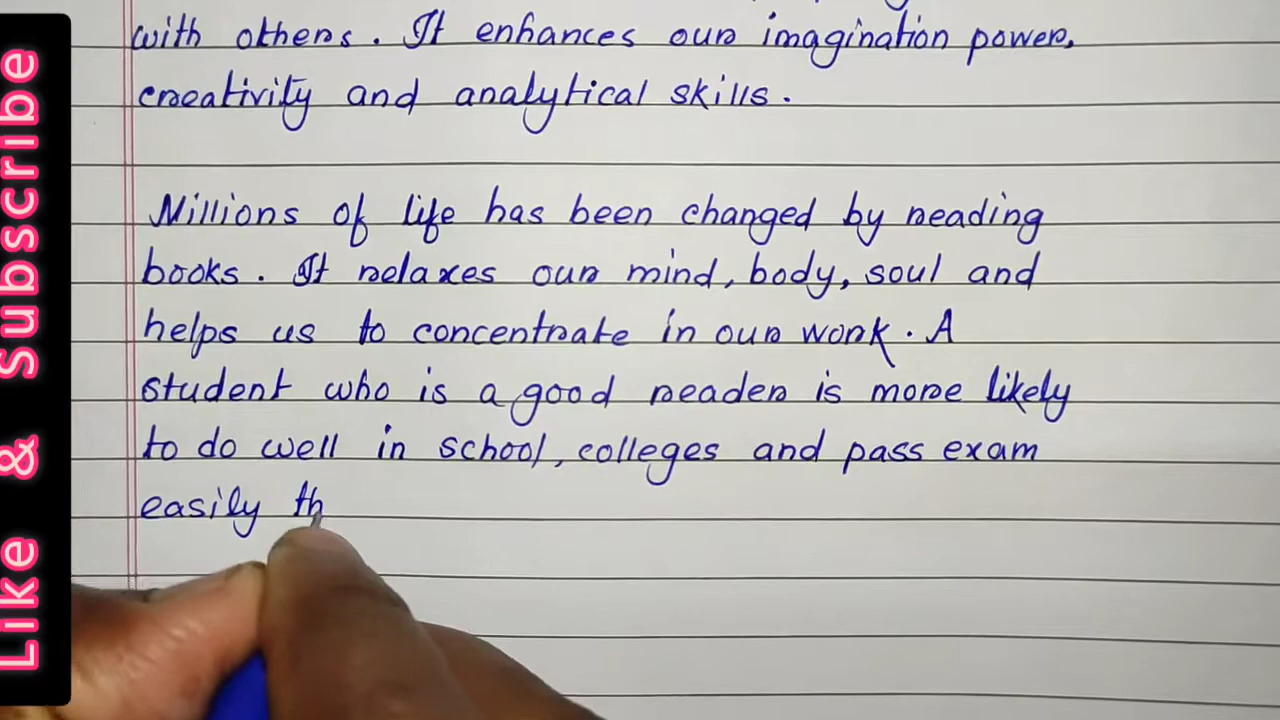 with others. It enhances our imagination power,
creativity and analytical skills.
Millions of life has been changed by reading
books. It relaxes our mind, body, soul and
helps us to concentrate in our work. A
student who is a good reader is more likely
to do well in school, colleges and pass exam
easily th
Like & Subscribe